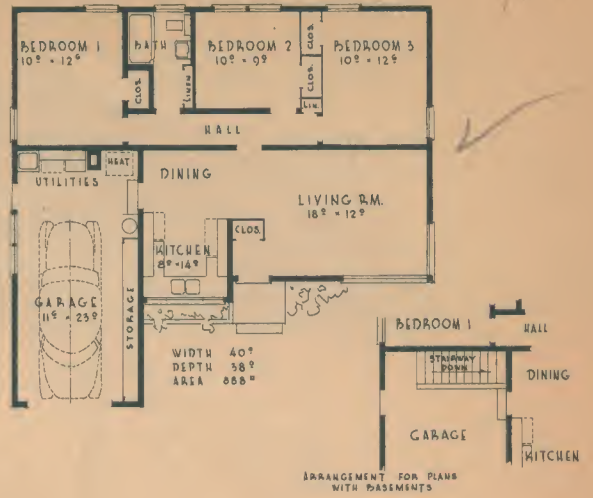 BEDROOM 1
10⁰ × 12⁶
BATH
BEDROOM 2
10⁰ × 9⁶
BEDROOM 3
10⁰ × 12⁶
CLOS.
CLOS.
CLOS.
LINEN
LIN.
HALL
HEAT
UTILITIES
DINING
LIVING RM.
18⁰ × 12⁰
CLOS.
KITCHEN
8⁰ × 14⁰
GARAGE
11⁰ × 23⁰
STORAGE
WIDTH 40⁰
DEPTH 38⁰
AREA 888
BEDROOM 1
HALL
STAIRWAY
DOWN
DINING
GARAGE
KITCHEN
ARRANGEMENT FOR PLANS
WITH BASEMENTS